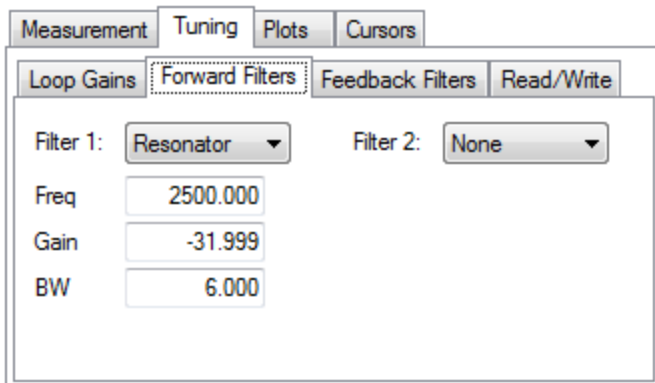 Measurement Tuning Plots Cursors
Loop Gains Forward Filters Feedback Filters Read/Write
Filter 1: Resonator Filter 2: None
Freq 2500.000
Gain -31.999
BW 6.000